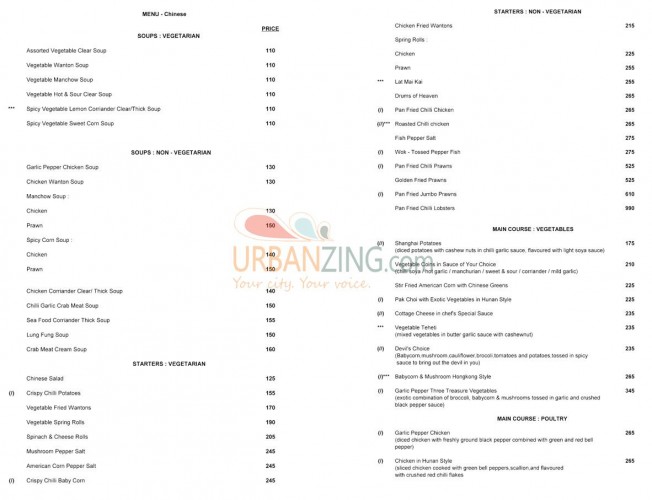 MENU - Chinese
PRICE
SOUPS : VEGETARIAN
Assorted Vegetable Clear Soup 110
Vegetable Wanton Soup 110
Vegetable Manchow Soup 110
Vegetable Hot & Sour Clear Soup 110
*** Spicy Vegetable Lemon Corriander Clear/Thick Soup 110
Spicy Vegetable Sweet Corn Soup 110
SOUPS : NON - VEGETARIAN
Garlic Pepper Chicken Soup 130
Chicken Wanton Soup 130
Manchow Soup :
Chicken 130
Prawn 150
Spicy Corn Soup :
Chicken 140
Prawn 150
Chicken Corriander Clear/ Thick Soup 140
Chilli Garlic Crab Meat Soup 150
Sea Food Corriander Thick Soup 155
Lung Fung Soup 150
Crab Meat Cream Soup 160
STARTERS : VEGETARIAN
Chinese Salad 125
(/) Crispy Chilli Potatoes 155
Vegetable Fried Wantons 170
Vegetable Spring Rolls 190
Spinach & Cheese Rolls 205
Mushroom Pepper Salt 245
American Corn Pepper Salt 245
(/) Crispy Chilli Baby Corn 245
STARTERS : NON - VEGETARIAN
Chicken Fried Wantons 215
Spring Rolls :
Chicken 225
Prawn 255
*** Lat Mai Kai 255
Drums of Heaven 265
(/) Pan Fried Chilli Chicken 265
(//)*** Roasted Chilli chicken 265
Fish Pepper Salt 275
(/) Wok - Tossed Pepper Fish 275
(/) Pan Fried Chilli Prawns 525
Golden Fried Prawns 525
(/) Pan Fried Jumbo Prawns 610
Pan Fried Chilli Lobsters 990
MAIN COURSE : VEGETABLES
(//) Shanghai Potatoes 175
(diced potatoes with cashew nuts in chilli garlic sauce, flavoured with light soya sauce)
Vegetable Coins in Sauce of Your Choice 210
(chilli soya / hot garlic / manchurian / sweet & sour / corriander / mild garlic)
Stir Fried American Corn with Chinese Greens 225
(/) Pak Choi with Exotic Vegetables in Hunan Style 225
(//) Cottage Cheese in chef's Special Sauce 235
*** Vegetable Teheli 235
(mixed vegetables in butter garlic sauce with cashewnut)
(//) Devil's Choice 235
(Babycorn,mushroom,cauliflower,brocoli,tomatoes and potatoes tossed in spicy
sauce to bring out the devil in you)
(//)*** Babycorn & Mushroom Hongkong Style 265
(/) Garlic Pepper Three Treasure Vegetables 345
(exotic combination of broccoli, babycorn & mushrooms tossed in garlic and crushed
black pepper sauce)
MAIN COURSE : POULTRY
(/) Garlic Pepper Chicken 265
(diced chicken with freshly ground black pepper combined with green and red bell
pepper)
(/) Chicken in Hunan Style 265
(sliced chicken cooked with green bell peppers,scallion,and flavoured
with crushed red chilli flakes
URBANZING.com
Your city. Your voice.